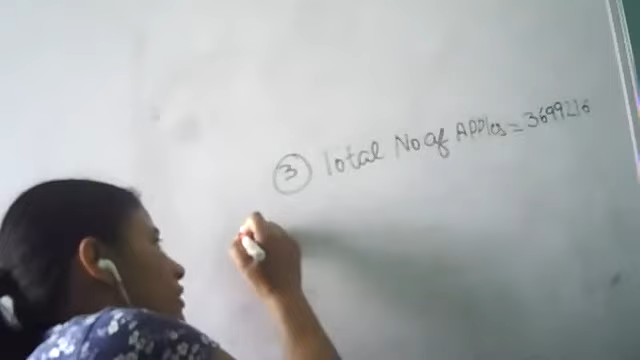 ③ Total No of Apples = 3699216